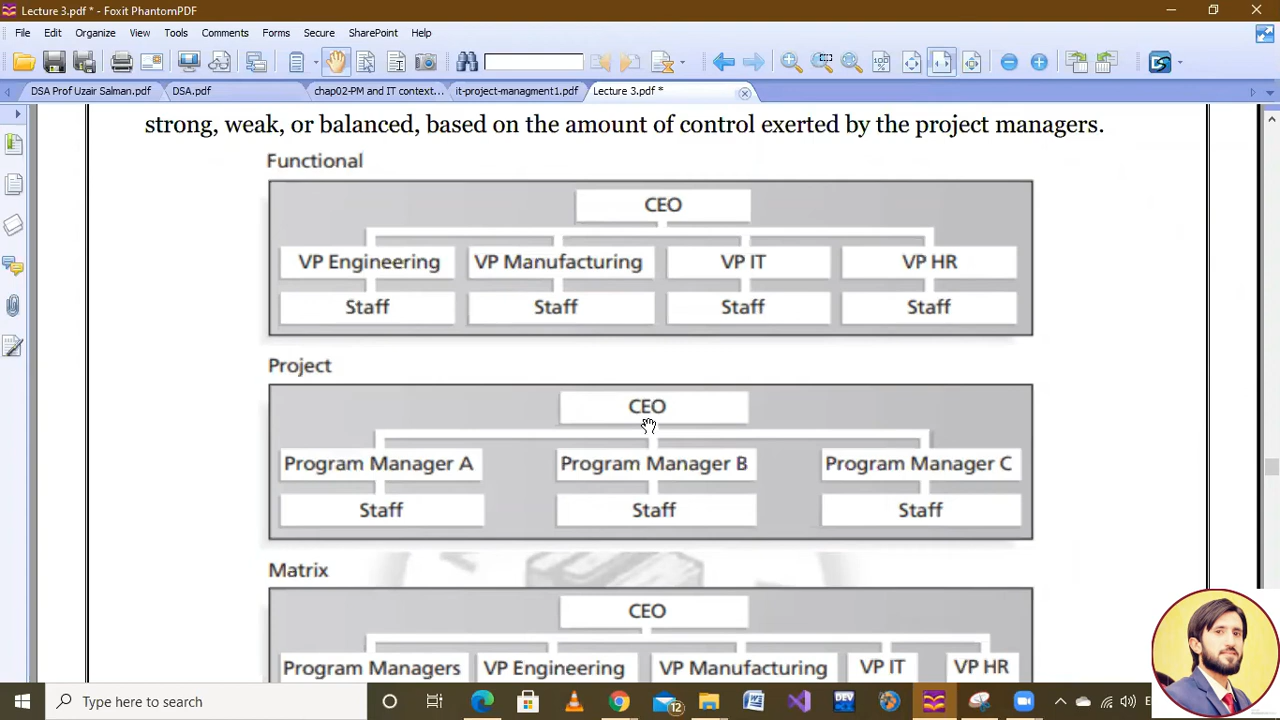 Lecture 3.pdf * - Foxit PhantomPDF
File Edit Organize View Tools Comments Forms Secure SharePoint Help
DSA Prof Uzair Salman.pdf DSA.pdf chap02-PM and IT context... it-project-managment1.pdf Lecture 3.pdf *
strong, weak, or balanced, based on the amount of control exerted by the project managers.
Functional
CEO
VP Engineering VP Manufacturing VP IT VP HR
Staff Staff Staff Staff
Project
CEO
Program Manager A Program Manager B Program Manager C
Staff Staff Staff
Matrix
CEO
Program Managers VP Engineering VP Manufacturing VP IT VP HR
Type here to search 12